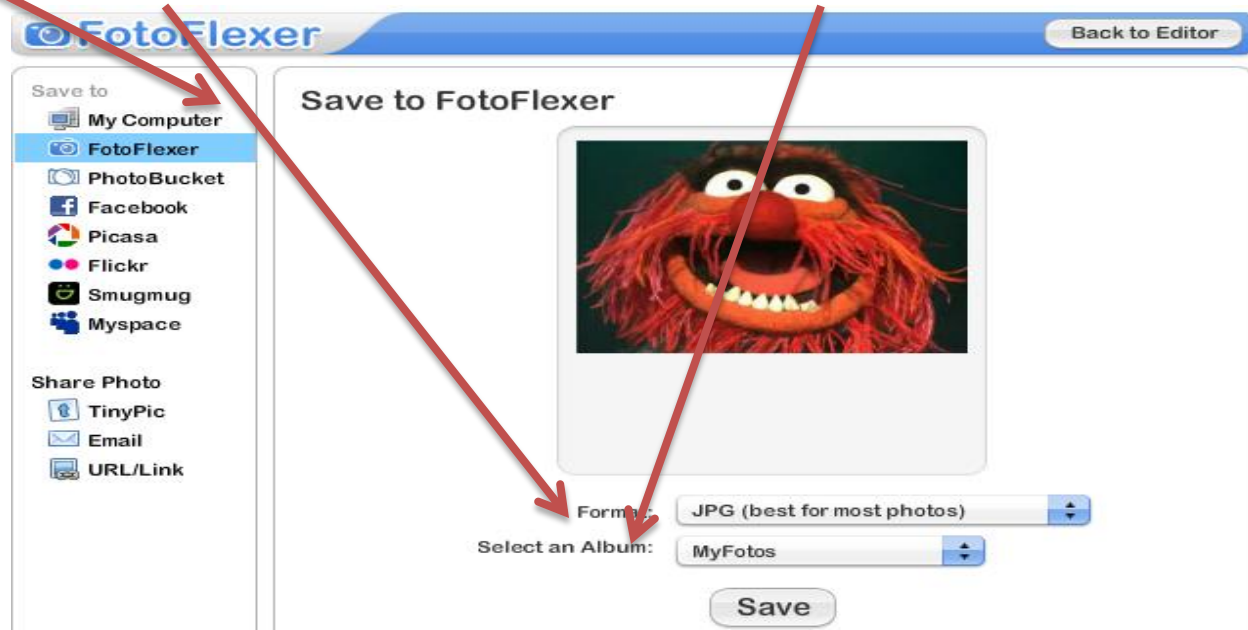 FotoFlexer
Back to Editor
Save to
My Computer
FotoFlexer
PhotoBucket
Facebook
Picasa
Flickr
Smugmug
Myspace
Share Photo
TinyPic
Email
URL/Link
Save to FotoFlexer
Format: JPG (best for most photos)
Select an Album: MyFotos
Save